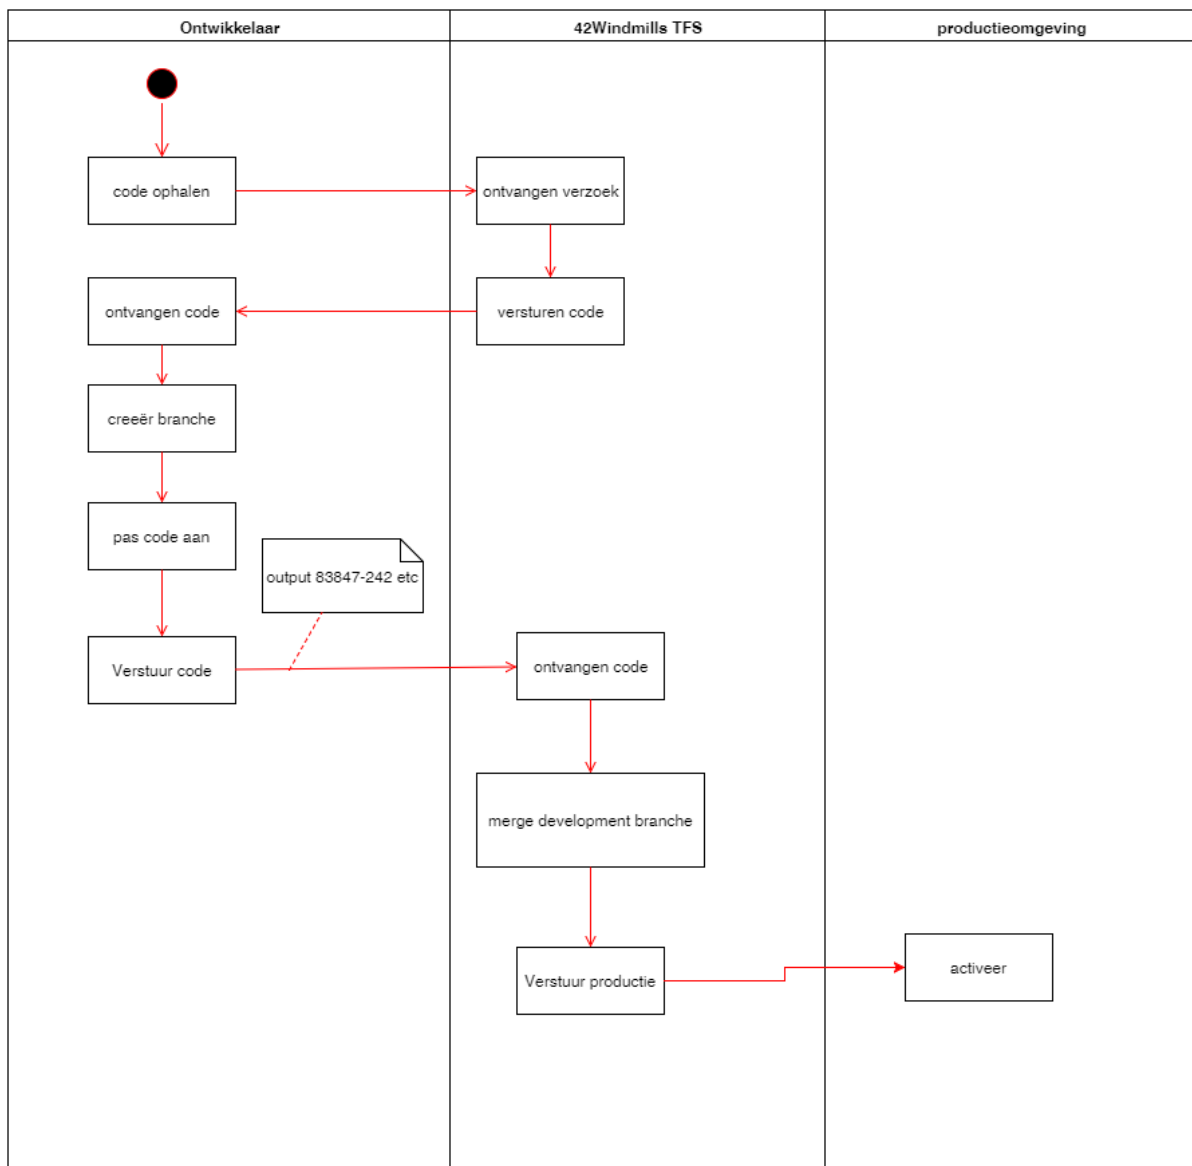 Ontwikkelaar
42Windmills TFS
productieomgeving
code ophalen
ontvangen verzoek
ontvangen code
versturen code
creeër branche
pas code aan
output 83847-242 etc
Verstuur code
ontvangen code
merge development branche
Verstuur productie
activeer